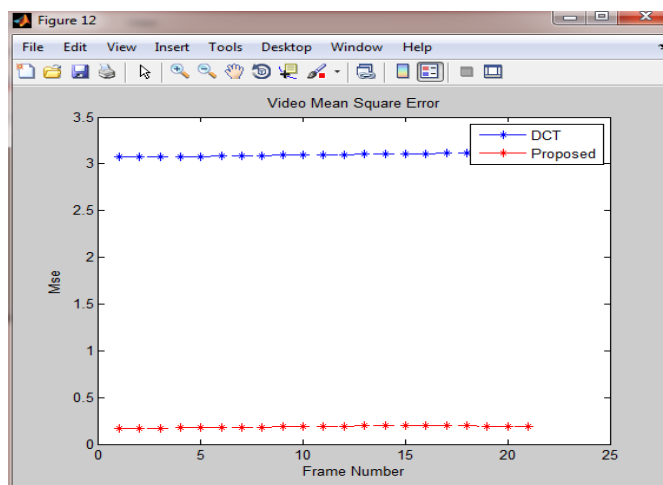 Figure 12
File Edit View Insert Tools Desktop Window Help
Video Mean Square Error
3.5
3
2.5
2
1.5
1
0.5
0
Mse
DCT
Proposed
0 5 10 15 20 25
Frame Number